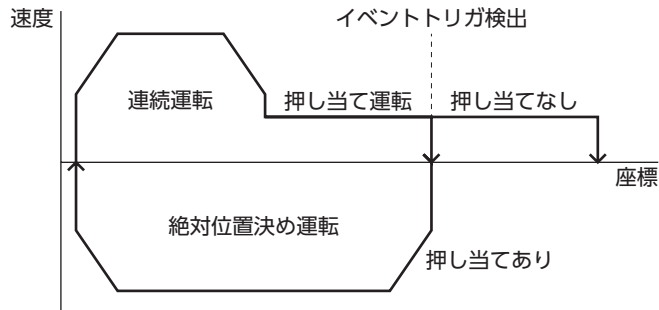 速度
イベントトリガ検出
連続運転
押し当て運転
押し当てなし
座標
絶対位置決め運転
押し当てあり